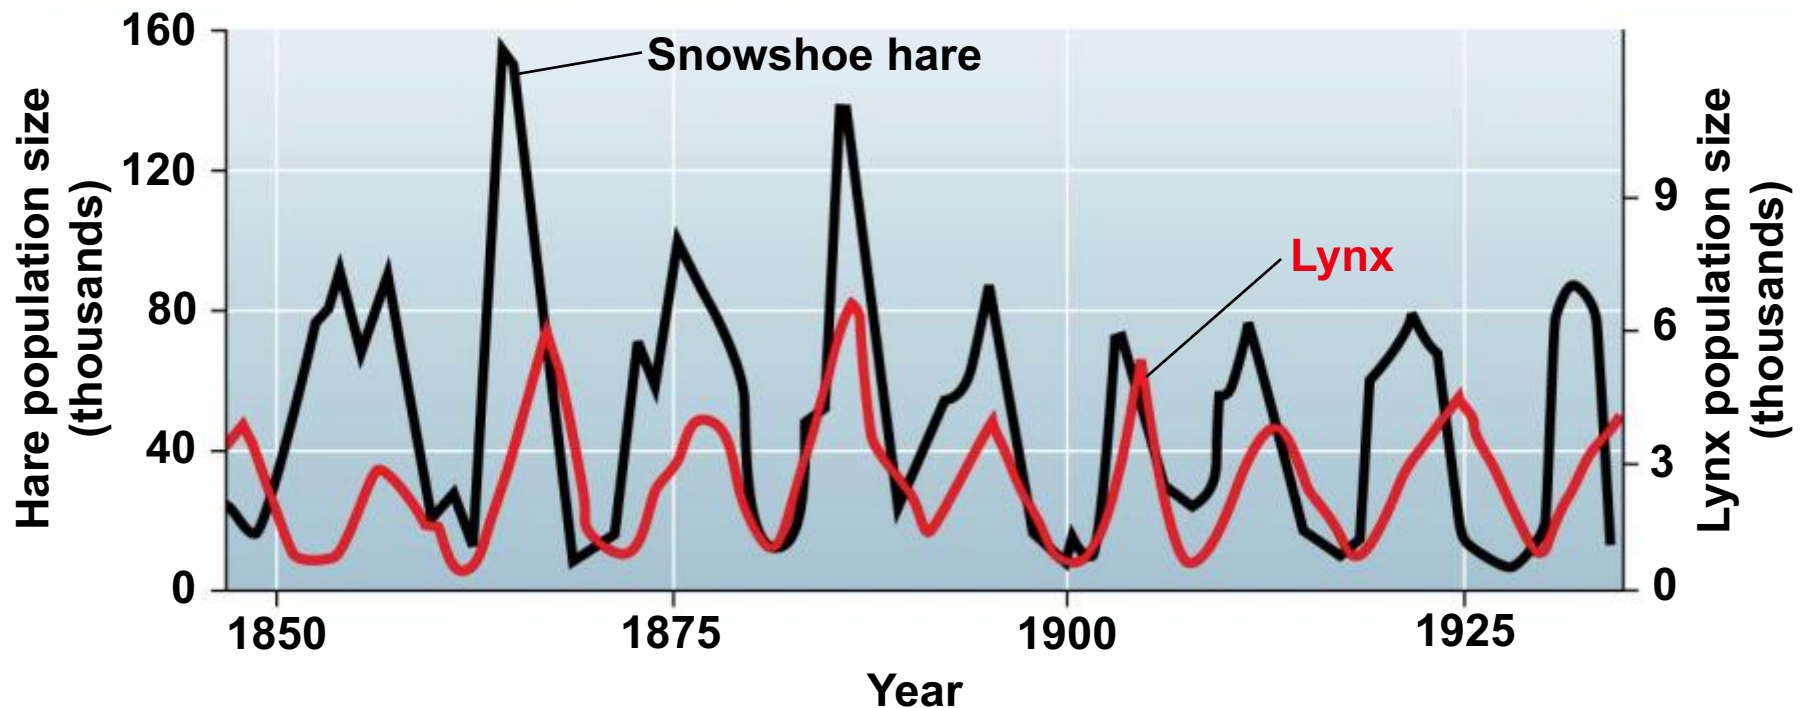 160
120
80
40
0
Hare population size
(thousands)
Snowshoe hare
Lynx
9
6
3
0
Lynx population size
(thousands)
1850
1875
1900
1925
Year